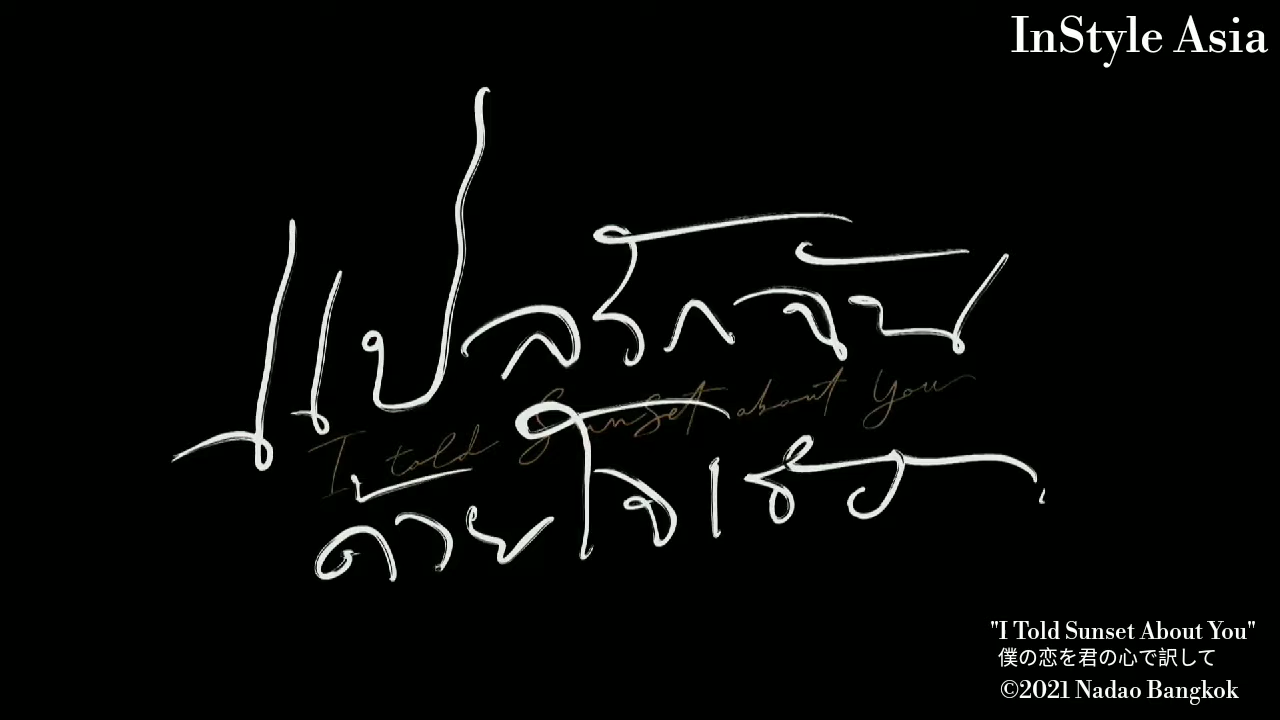 InStyle Asia
แปลรักฉัน
I told Sunset about You
ด้วยใจเธอ
"I Told Sunset About You"
僕の恋を君の心で訳して
©2021 Nadao Bangkok